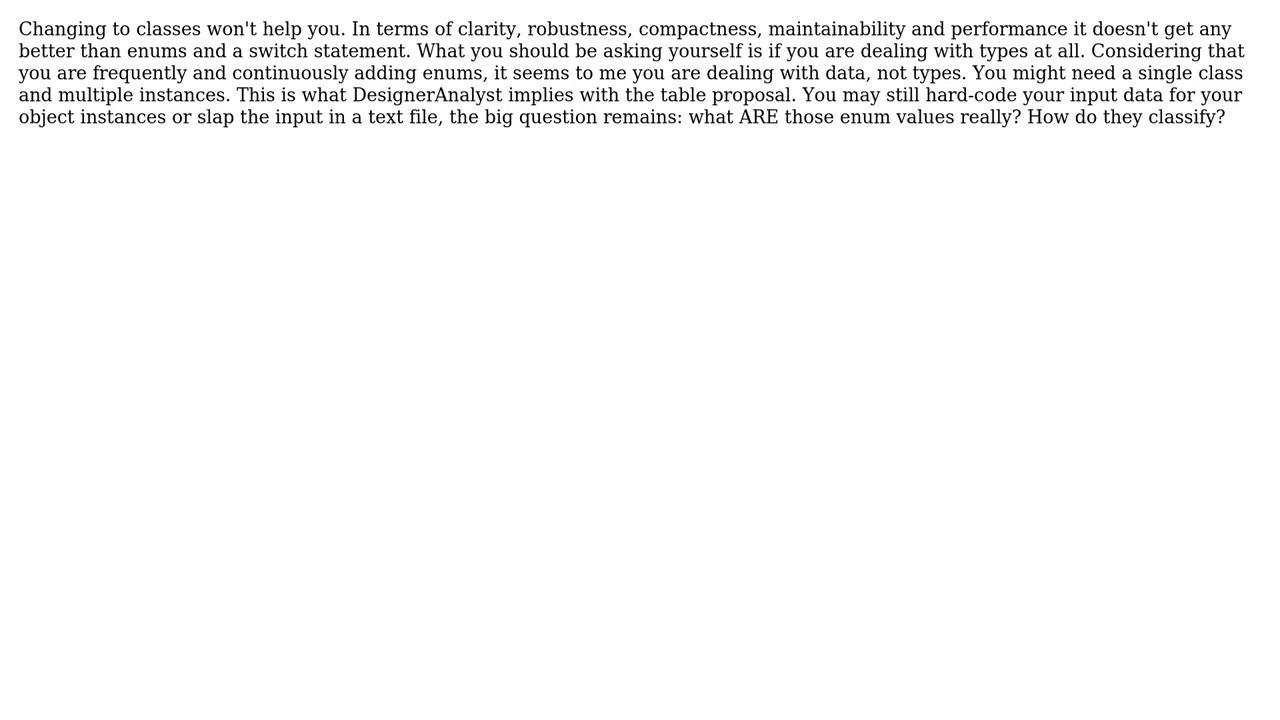 Changing to classes won't help you. In terms of clarity, robustness, compactness, maintainability and performance it doesn't get any
better than enums and a switch statement. What you should be asking yourself is if you are dealing with types at all. Considering that
you are frequently and continuously adding enums, it seems to me you are dealing with data, not types. You might need a single class
and multiple instances. This is what DesignerAnalyst implies with the table proposal. You may still hard-code your input data for your
object instances or slap the input in a text file, the big question remains: what ARE those enum values really? How do they classify?